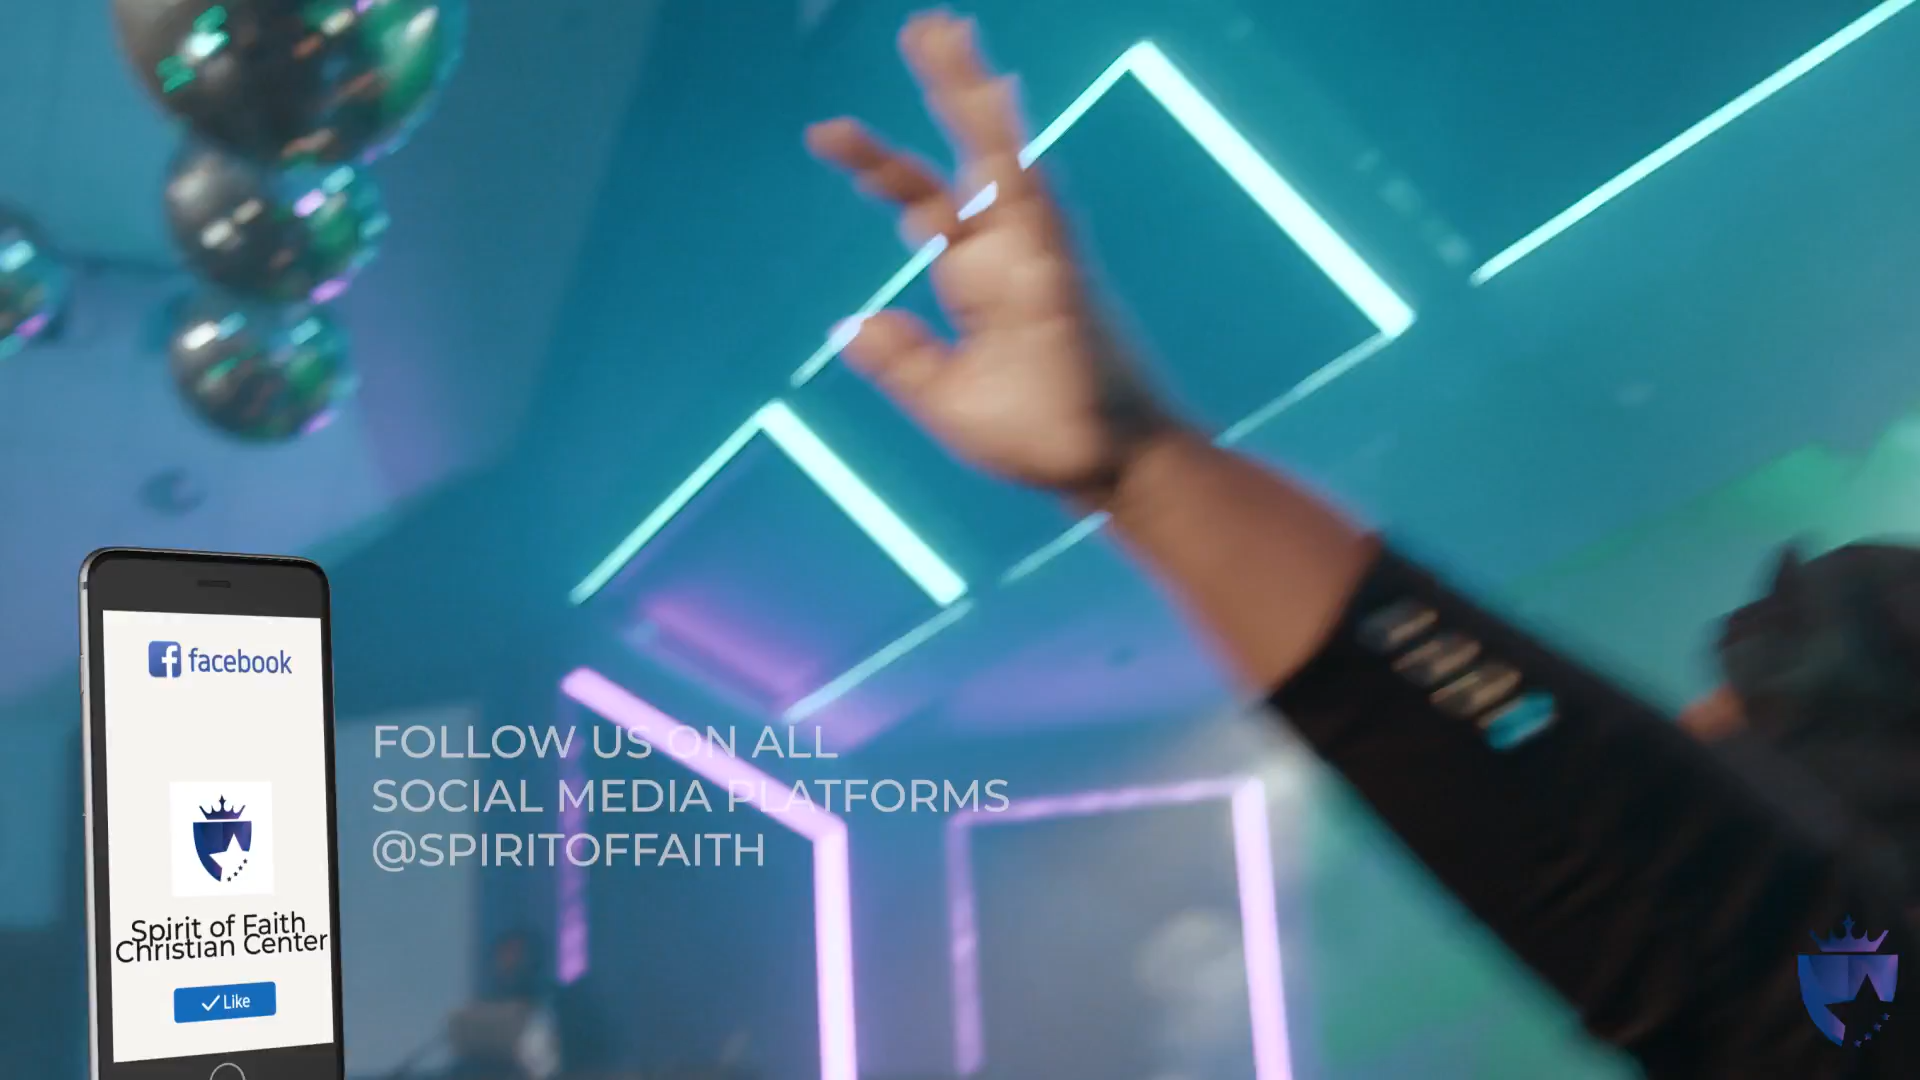 facebook
Spirit of Faith
Christian Center
Like
FOLLOW US ON ALL
SOCIAL MEDIA PLATFORMS
@SPIRITOFFAITH